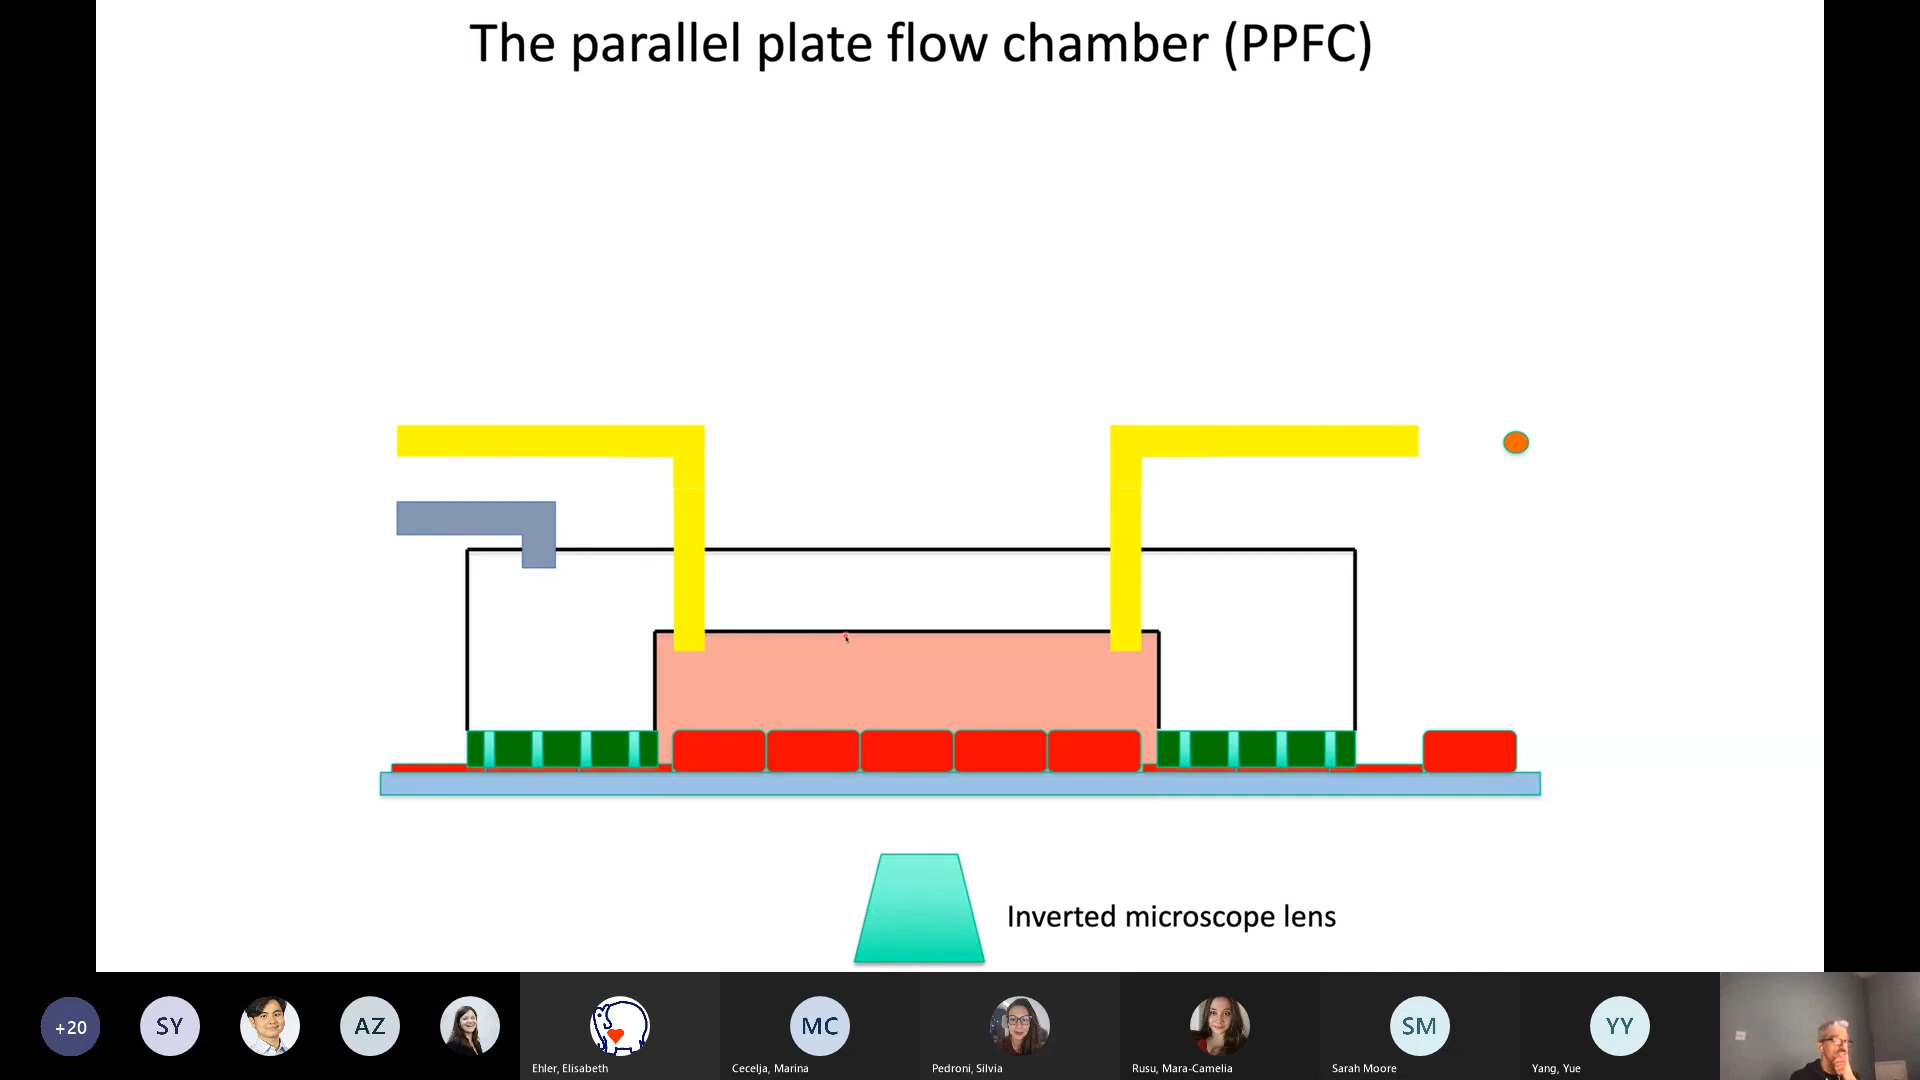 The parallel plate flow chamber (PPFC)
Inverted microscope lens
+20
SY
AZ
MC
SM
YY
Ehler, Elisabeth
Cecelja, Marina
Pedroni, Silvia
Rusu, Mara-Camelia
Sarah Moore
Yang, Yue